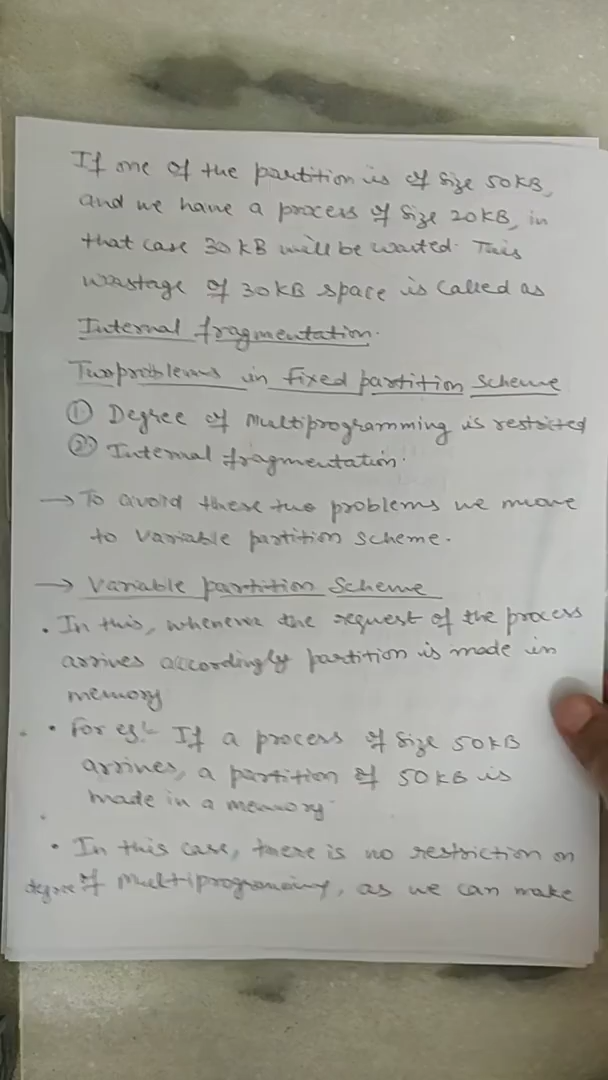 If one of the partition is of size 50KB,
and we have a process of size 20KB, in
that case 30 KB will be wasted. This
wastage of 30KB space is called as
Internal fragmentation.
Two problems in fixed partition scheme
① Degree of Multiprogramming is restricted
② Internal fragmentation.
→ To avoid these two problems we move
to variable partition scheme.
→ Variable partition Scheme
• In this, whenever the request of the process
arrives accordingly partition is made in
memory
• For eg:- If a process of size 50KB
arrives, a partition of 50KB is
made in a memory
• In this case, there is no restriction on
degree of multiprograming, as we can make